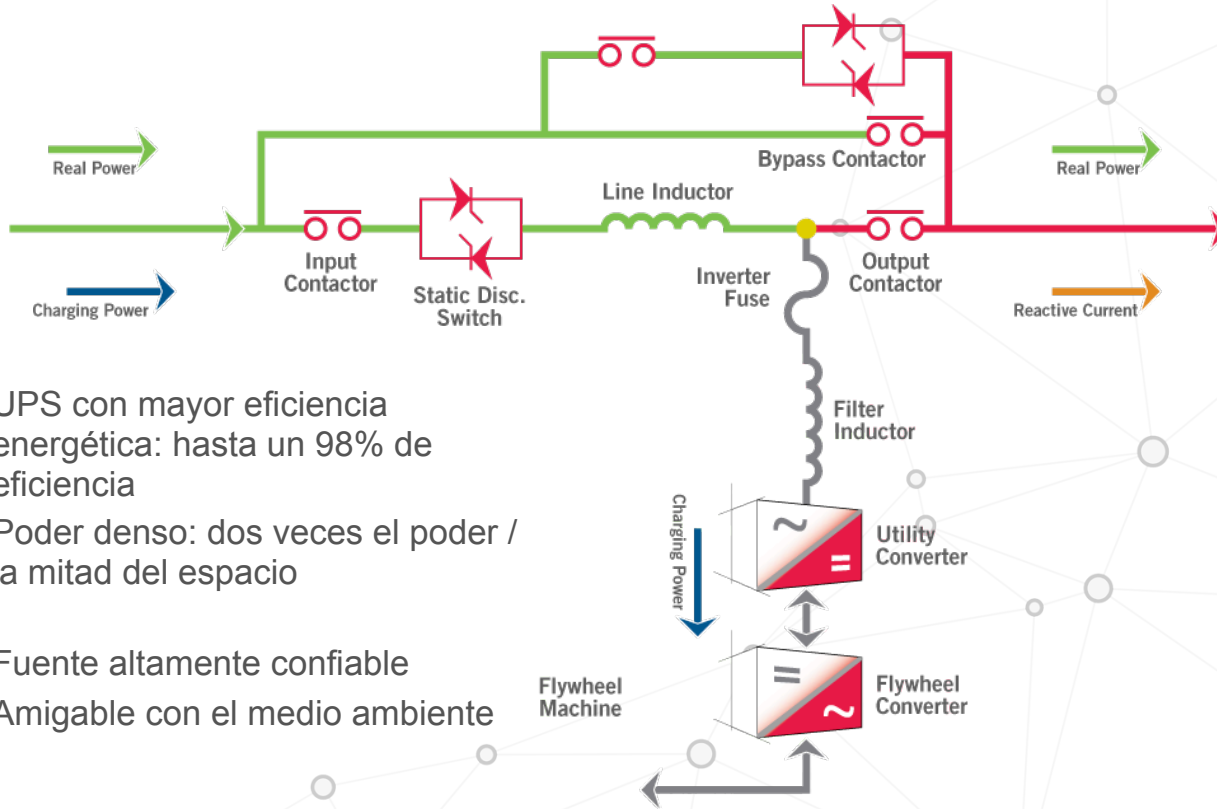 Real Power
Bypass Contactor
Real Power
Line Inductor
Input
Contactor
Static Disc.
Switch
Inverter
Fuse
Output
Contactor
Charging Power
Reactive Current
UPS con mayor eficiencia
energética: hasta un 98% de
eficiencia
Poder denso: dos veces el poder /
la mitad del espacio
Fuente altamente confiable
Amigable con el medio ambiente
Filter
Inductor
Charging Power
Utility
Converter
Flywheel
Machine
Flywheel
Converter